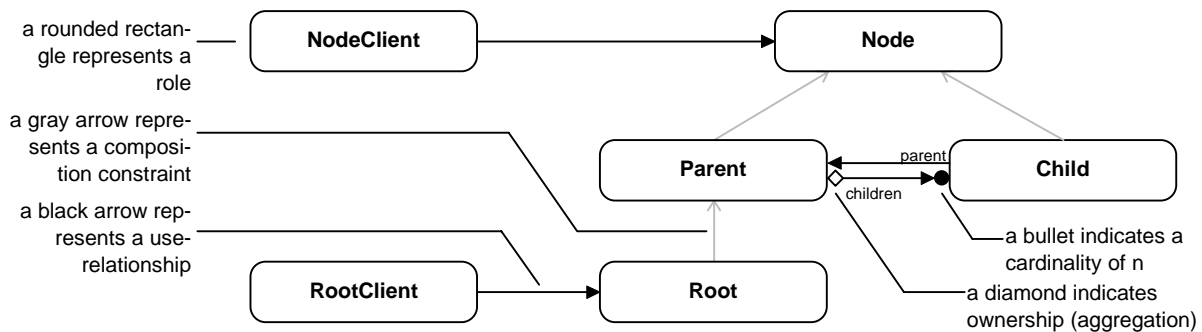 a rounded rectan-
gle represents a
role
NodeClient
Node
a gray arrow repre-
sents a composi-
tion constraint
Parent
parent
children
Child
a black arrow rep-
resents a use-
relationship
a bullet indicates a
cardinality of n
RootClient
Root
a diamond indicates
ownership (aggregation)